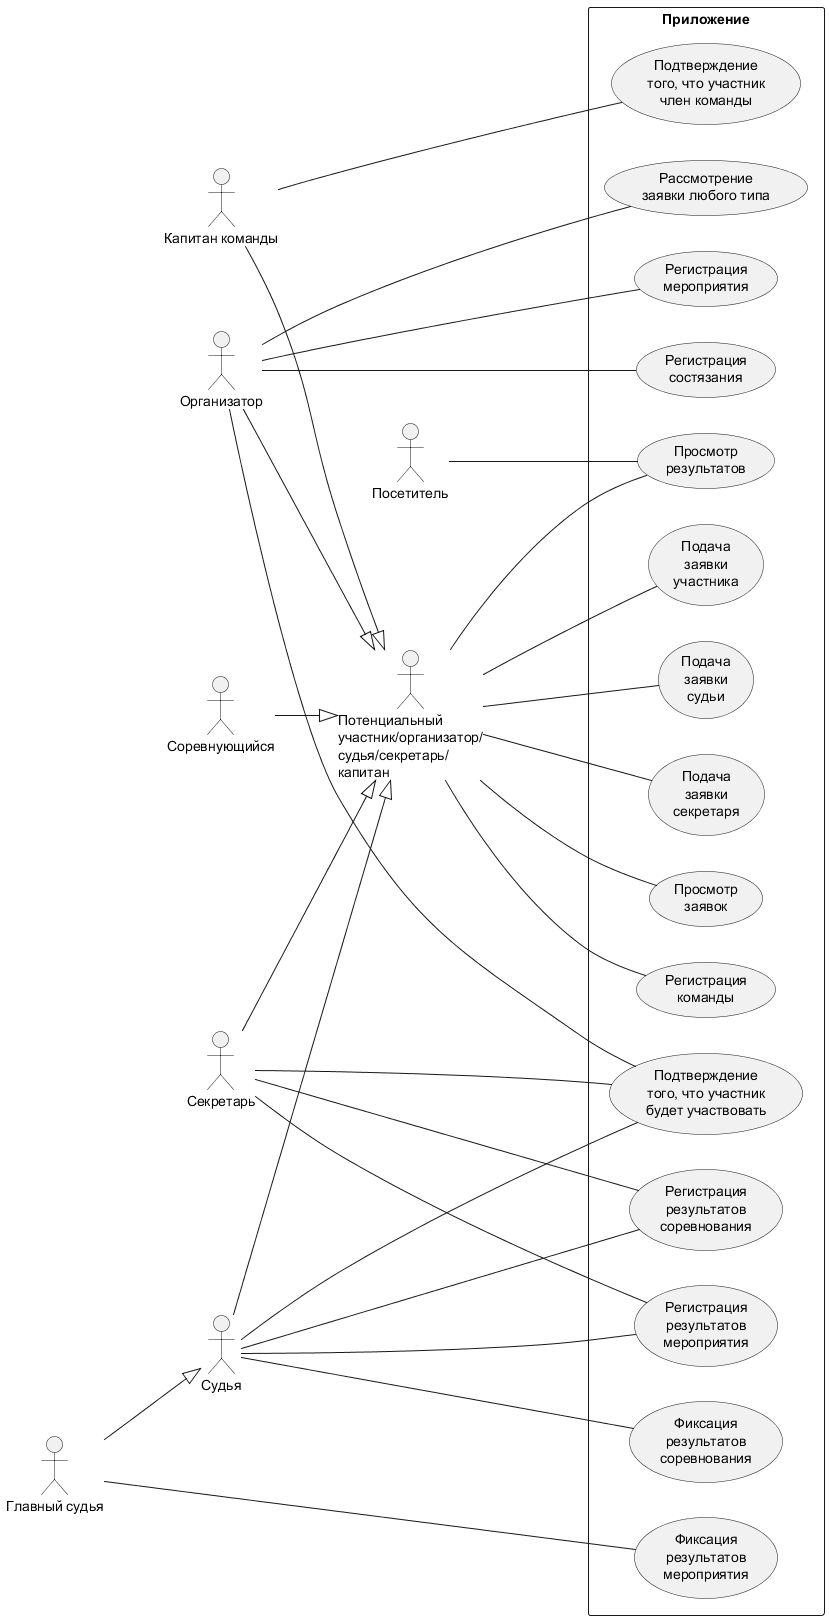 Приложение
Подтверждение
того, что участник
член команды
Рассмотрение
заявки любого типа
Капитан команды
Регистрация
мероприятия
Регистрация
состязания
Организатор
Просмотр
результатов
Посетитель
Подача
заявки
участника
Подача
заявки
судьи
Соревнующийся
Потенциальный
участник/организатор/
судья/секретарь/
капитан
Подача
заявки
секретаря
Просмотр
заявок
Регистрация
команды
Секретарь
Подтверждение
того, что участник
будет участвовать
Регистрация
результатов
соревнования
Регистрация
результатов
мероприятия
Судья
Фиксация
результатов
соревнования
Главный судья
Фиксация
результатов
мероприятия